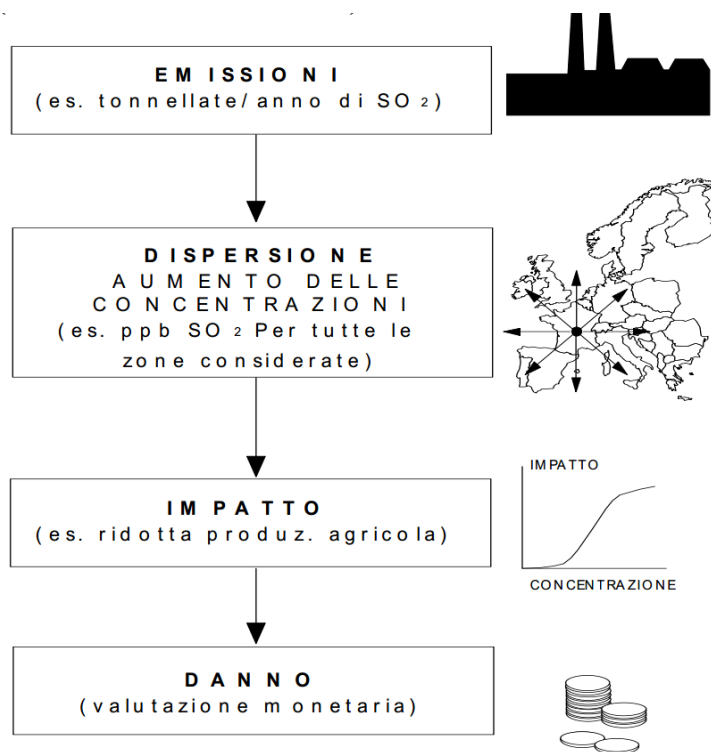 EMISSIONI
(es. tonnellate/anno di SO2)
DISPERSIONE
AUMENTO DELLE
CONCENTRAZIONI
(es. ppb SO2 Per tutte le
zone considerate)
IMPATTO
(es. ridotta produz. agricola)
IMPATTO
CONCENTRAZIONE
DANNO
(valutazione monetaria)